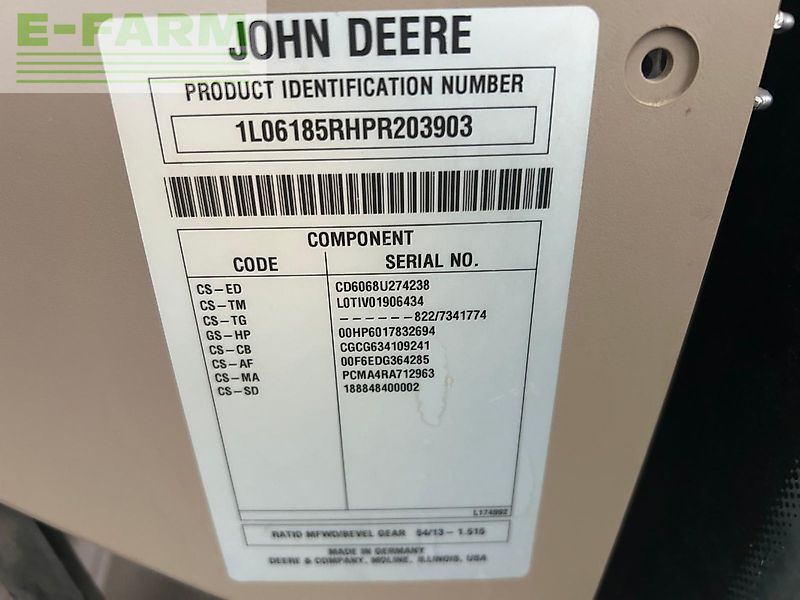 E-FARM
JOHN DEERE
PRODUCT IDENTIFICATION NUMBER
1L06185RHPR203903
COMPONENT
CODE SERIAL NO.
CS-ED CD6068U274238
CS-TM L0TIV01906434
CS-TG ------822/7341774
GS-HP 00HP6017832694
CS-CB CGCG634109241
CS-AF 00F6EDG364285
CS-MA PCMA4RA712963
CS-SD 188848400002
L174992
RATIO MFWD/BEVEL GEAR 54/13-1.515
MADE IN GERMANY
DEERE & COMPANY, MOLINE, ILLINOIS, USA